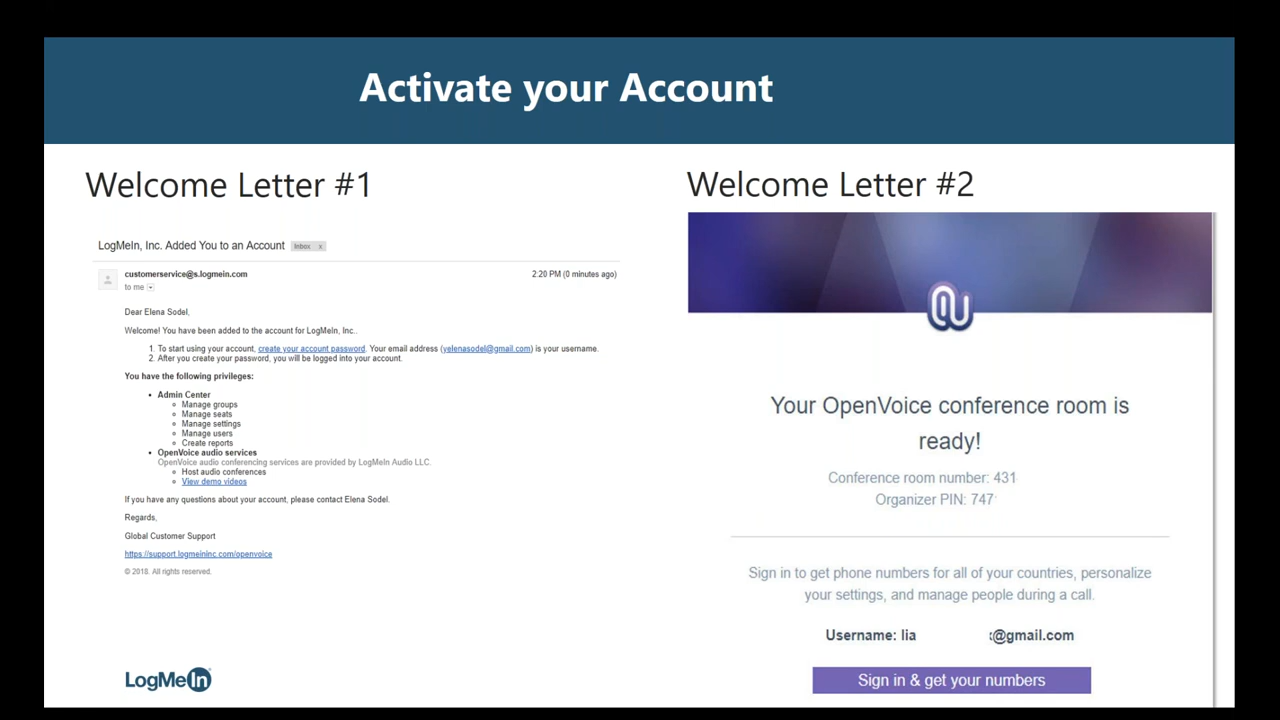 Activate your Account
Welcome Letter #1
LogMeIn, Inc. Added You to an Account Inbox x
customerservice@s.logmein.com 2:20 PM (0 minutes ago)
to me
Dear Elena Sodel,
Welcome! You have been added to the account for LogMeIn, Inc..
1. To start using your account, create your account password. Your email address (yelenasodel@gmail.com) is your username.
2. After you create your password, you will be logged into your account.
You have the following privileges:
Admin Center
Manage groups
Manage seats
Manage settings
Manage users
Create reports
OpenVoice audio services
OpenVoice audio conferencing services are provided by LogMeIn Audio LLC.
Host audio conferences
View demo videos
If you have any questions about your account, please contact Elena Sodel.
Regards,
Global Customer Support
https://support.logmeininc.com/openvoice
© 2018. All rights reserved.
LogMeIn
Welcome Letter #2
Your OpenVoice conference room is
ready!
Conference room number: 431
Organizer PIN: 747
Sign in to get phone numbers for all of your countries, personalize
your settings, and manage people during a call.
Username: lia @gmail.com
Sign in & get your numbers